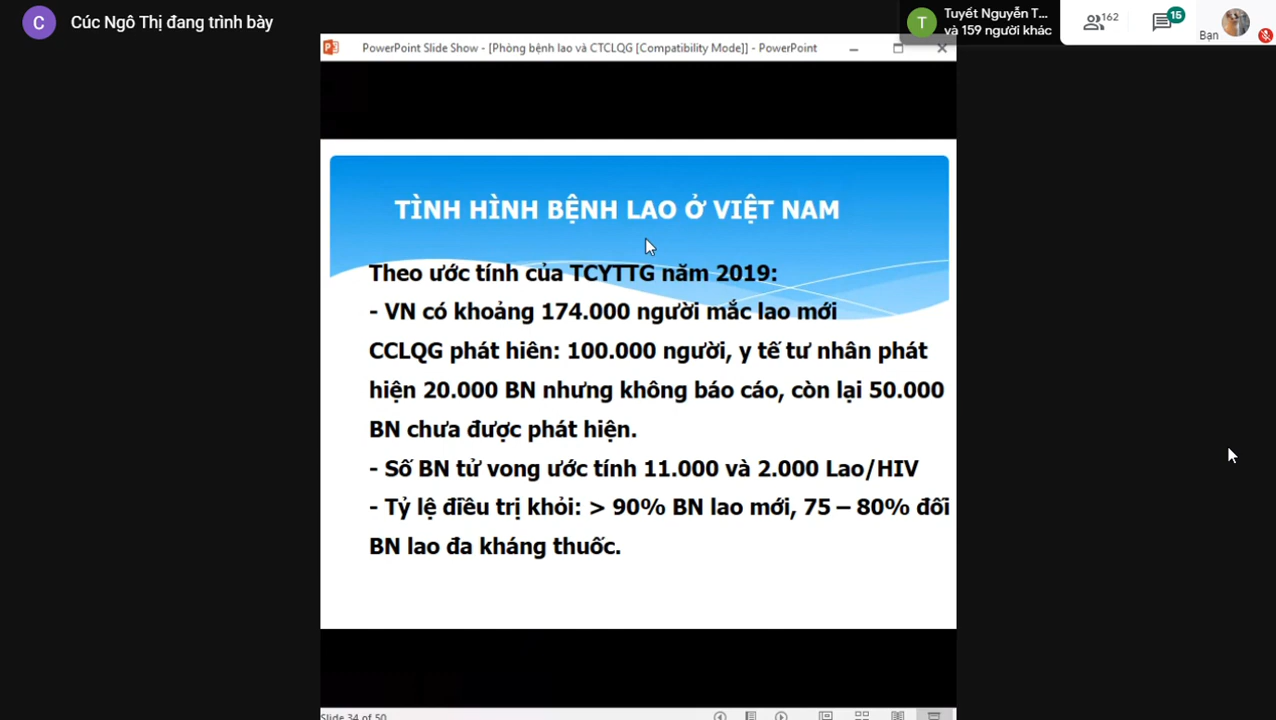 C
Cúc Ngô Thị đang trình bày
T
Tuyết Nguyễn T...
và 159 người khác
162
15
Bạn
PowerPoint Slide Show - [Phòng bệnh lao và CTCLQG [Compatibility Mode]] - PowerPoint
TÌNH HÌNH BỆNH LAO Ở VIỆT NAM
Theo ước tính của TCYTTG năm 2019:
- VN có khoảng 174.000 người mắc lao mới
CCLQG phát hiên: 100.000 người, y tế tư nhân phát
hiện 20.000 BN nhưng không báo cáo, còn lại 50.000
BN chưa được phát hiện.
- Số BN tử vong ước tính 11.000 và 2.000 Lao/HIV
- Tỷ lệ điều trị khỏi: > 90% BN lao mới, 75 – 80% đối
BN lao đa kháng thuốc.
Slide 34 of 50